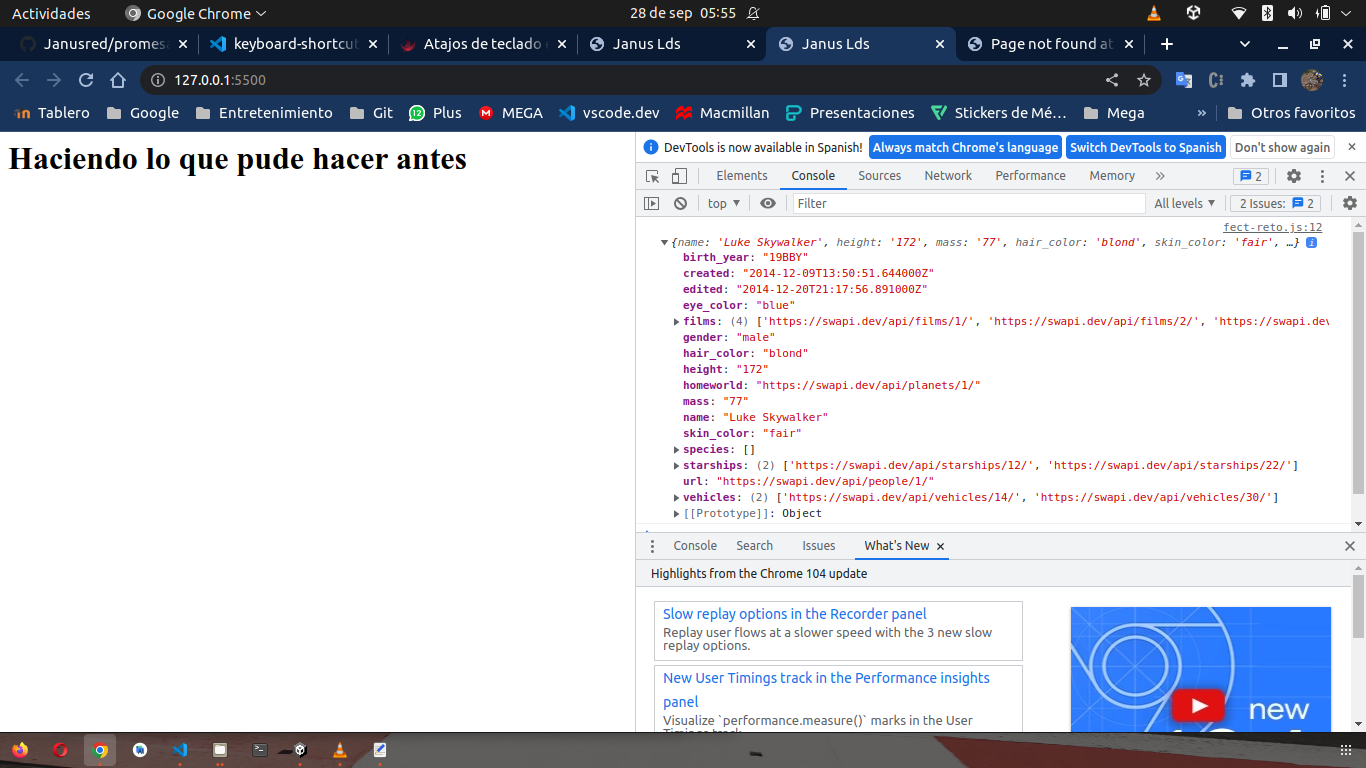 Actividades Google Chrome 28 de sep 05:55
Janusred/promes keyboard-shortcut Atajos de teclado Janus Lds Janus Lds Page not found at
127.0.0.1:5500
Tablero Google Entretenimiento Git 12 Plus M MEGA vscode.dev Macmillan Presentaciones Stickers de Mé… Mega » Otros favoritos
Haciendo lo que pude hacer antes
DevTools is now available in Spanish! Always match Chrome's language Switch DevTools to Spanish Don't show again
Elements Console Sources Network Performance Memory » 2
top Filter All levels 2 Issues: 2
fect-reto.js:12
{name: 'Luke Skywalker', height: '172', mass: '77', hair_color: 'blond', skin_color: 'fair', …} i
birth_year: "19BBY"
created: "2014-12-09T13:50:51.644000Z"
edited: "2014-12-20T21:17:56.891000Z"
eye_color: "blue"
films: (4) ['https://swapi.dev/api/films/1/', 'https://swapi.dev/api/films/2/', 'https://swapi.dev
gender: "male"
hair_color: "blond"
height: "172"
homeworld: "https://swapi.dev/api/planets/1/"
mass: "77"
name: "Luke Skywalker"
skin_color: "fair"
species: []
starships: (2) ['https://swapi.dev/api/starships/12/', 'https://swapi.dev/api/starships/22/']
url: "https://swapi.dev/api/people/1/"
vehicles: (2) ['https://swapi.dev/api/vehicles/14/', 'https://swapi.dev/api/vehicles/30/']
[[Prototype]]: Object
Console Search Issues What's New
Highlights from the Chrome 104 update
Slow replay options in the Recorder panel
Replay user flows at a slower speed with the 3 new slow
replay options.
New User Timings track in the Performance insights
panel
Visualize `performance.measure()` marks in the User
Timings track
new